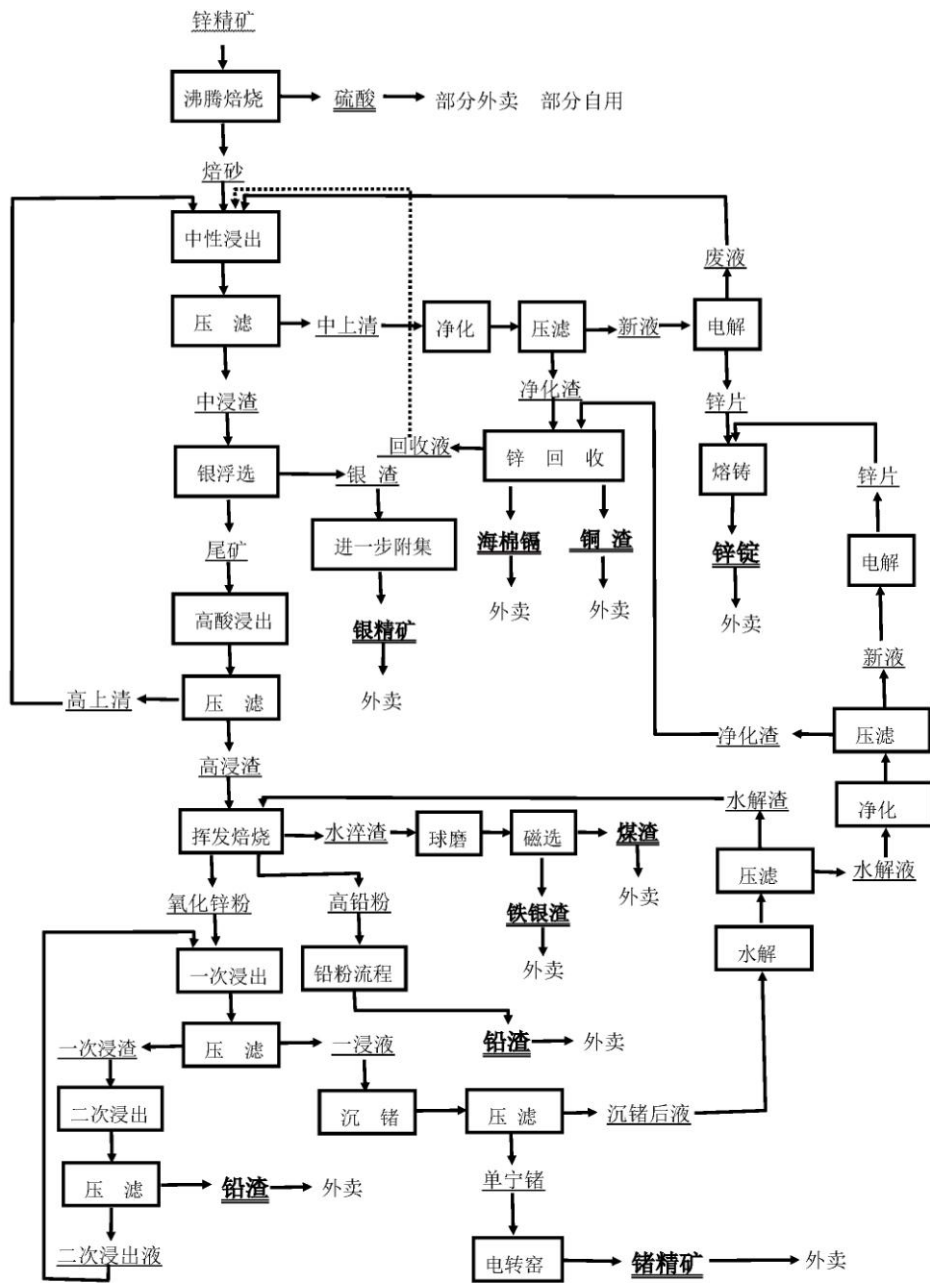 锌精矿
沸腾焙烧 硫酸 部分外卖 部分自用
焙砂
中性浸出
废液
压 滤 中上清 净化 压滤 新液 电解
净化渣
中浸渣 锌片
银浮选 银 渣 回收液 锌 回 收 熔铸 锌片
尾矿 进一步附集 海棉镉 铜 渣 锌锭 电解
高酸浸出 银精矿 外卖 外卖 外卖
新液
高上清 压 滤 外卖
净化渣 压滤
高浸渣
水解渣 净化
挥发焙烧 水淬渣 球磨 磁选 煤渣
压滤 水解液
外卖
氧化锌粉 高铅粉 铁银渣
水解
一次浸出 铅粉流程 外卖
一次浸渣 压 滤 一浸液 铅渣 外卖
二次浸出 沉 锗 压 滤 沉锗后液
压 滤 铅渣 外卖 单宁锗
二次浸出液 电转窑 锗精矿 外卖